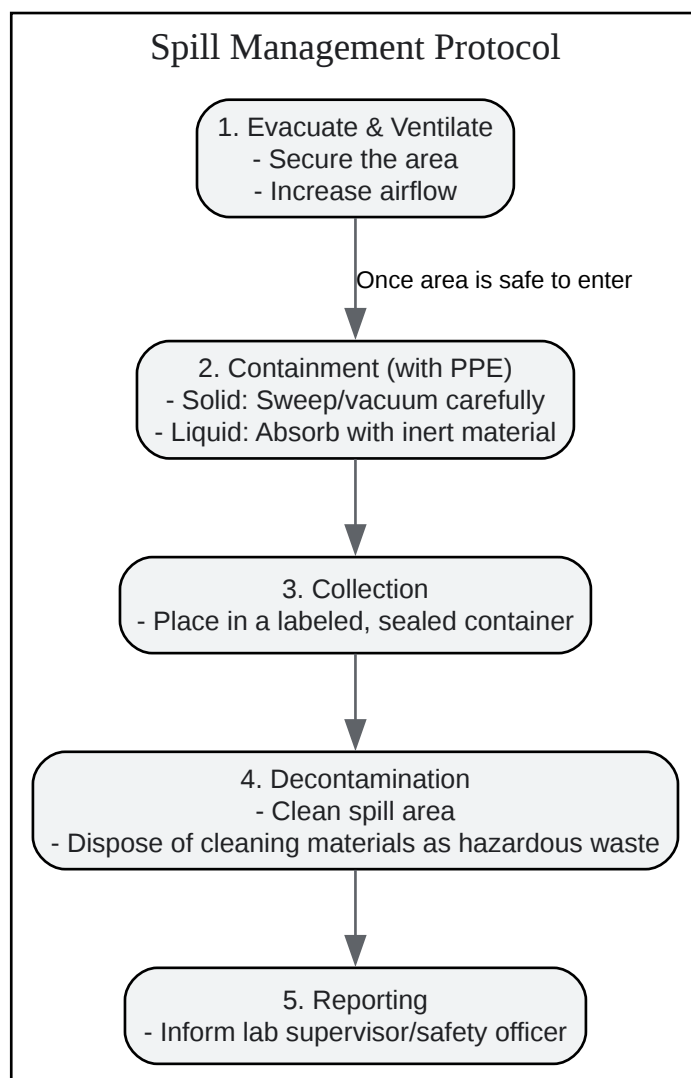 Spill Management Protocol
1. Evacuate & Ventilate
- Secure the area
- Increase airflow
Once area is safe to enter
2. Containment (with PPE)
- Solid: Sweep/vacuum carefully
- Liquid: Absorb with inert material
3. Collection
- Place in a labeled, sealed container
4. Decontamination
- Clean spill area
- Dispose of cleaning materials as hazardous waste
5. Reporting
- Inform lab supervisor/safety officer